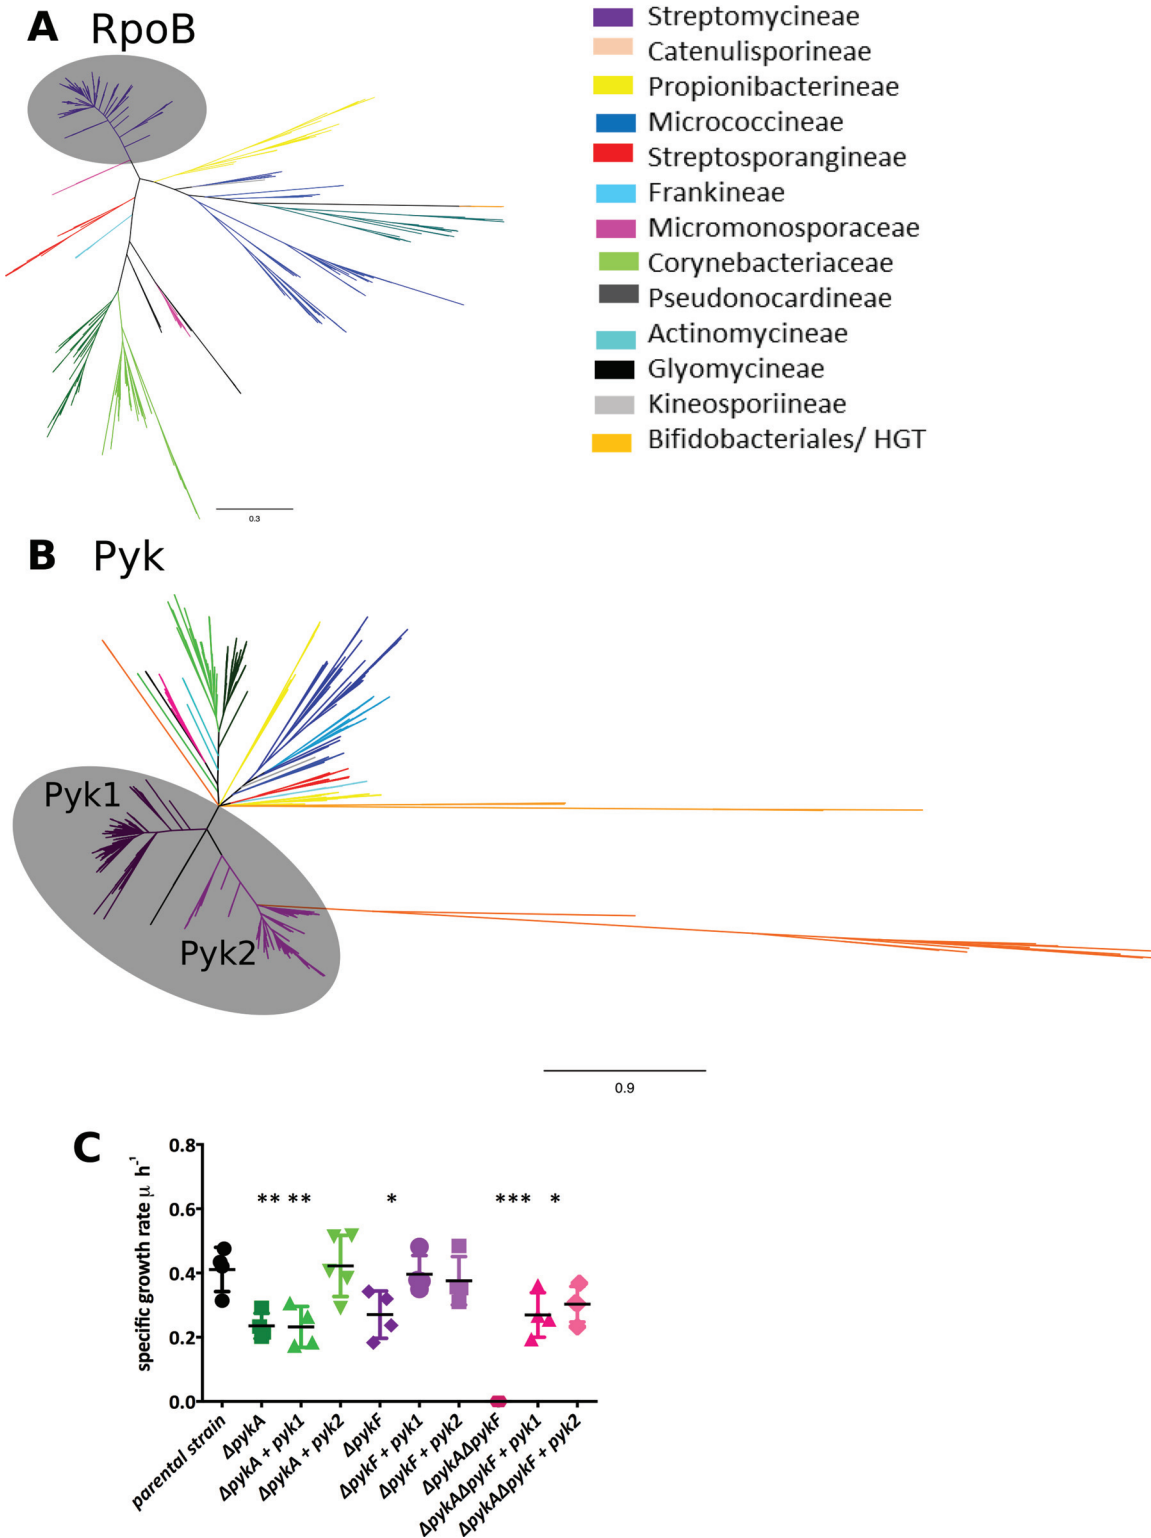 A RpoB
Streptomycineae
Catenulisporineae
Propionibacterineae
Micrococcineae
Streptosporangineae
Frankineae
Micromonosporaceae
Corynebacteriaceae
Pseudonocardineae
Actinomycineae
Glyomycineae
Kineosporiineae
Bifidobacteriales/ HGT
0.3
B Pyk
Pyk1
Pyk2
0.9
C
specific growth rate μ h⁻¹
0.8
0.6
0.4
0.2
0.0
** ** * *** *
parental strain
ΔpykA
ΔpykA + pyk1
ΔpykA + pyk2
ΔpykF
ΔpykF + pyk1
ΔpykF + pyk2
ΔpykAΔpykF
ΔpykAΔpykF + pyk1
ΔpykAΔpykF + pyk2